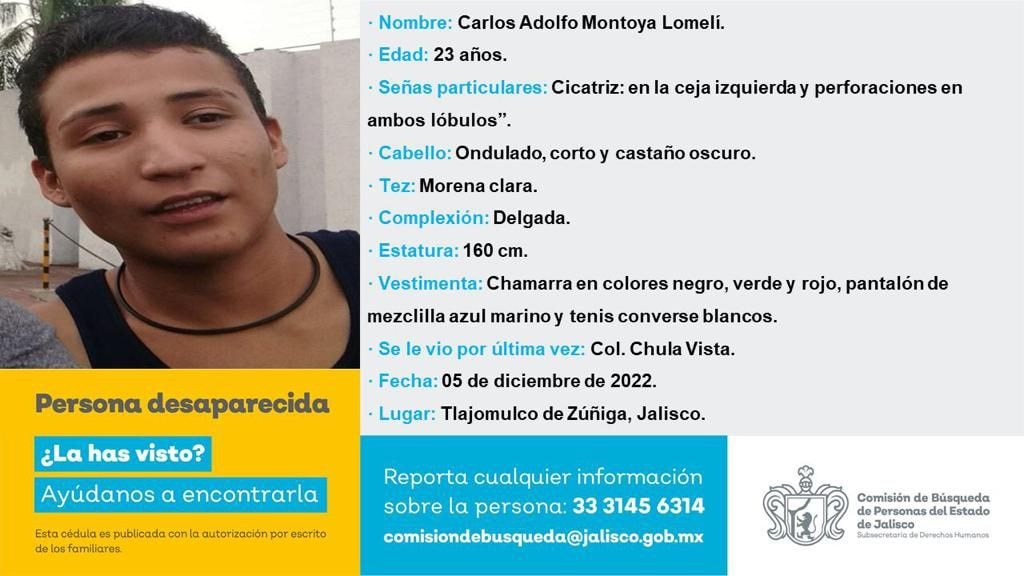 · Nombre: Carlos Adolfo Montoya Lomelí.
· Edad: 23 años.
· Señas particulares: Cicatriz: en la ceja izquierda y perforaciones en
ambos lóbulos”.
· Cabello: Ondulado, corto y castaño oscuro.
· Tez: Morena clara.
· Complexión: Delgada.
· Estatura: 160 cm.
· Vestimenta: Chamarra en colores negro, verde y rojo, pantalón de
mezclilla azul marino y tenis converse blancos.
· Se le vio por última vez: Col. Chula Vista.
· Fecha: 05 de diciembre de 2022.
· Lugar: Tlajomulco de Zúñiga, Jalisco.
Persona desaparecida
¿La has visto?
Ayúdanos a encontrarla
Esta cédula es publicada con la autorización por escrito
de los familiares.
Reporta cualquier información
sobre la persona: 33 3145 6314
comisiondebusqueda@jalisco.gob.mx
Comisión de Búsqueda
de Personas del Estado
de Jalisco
Subsecretaría de Derechos Humanos